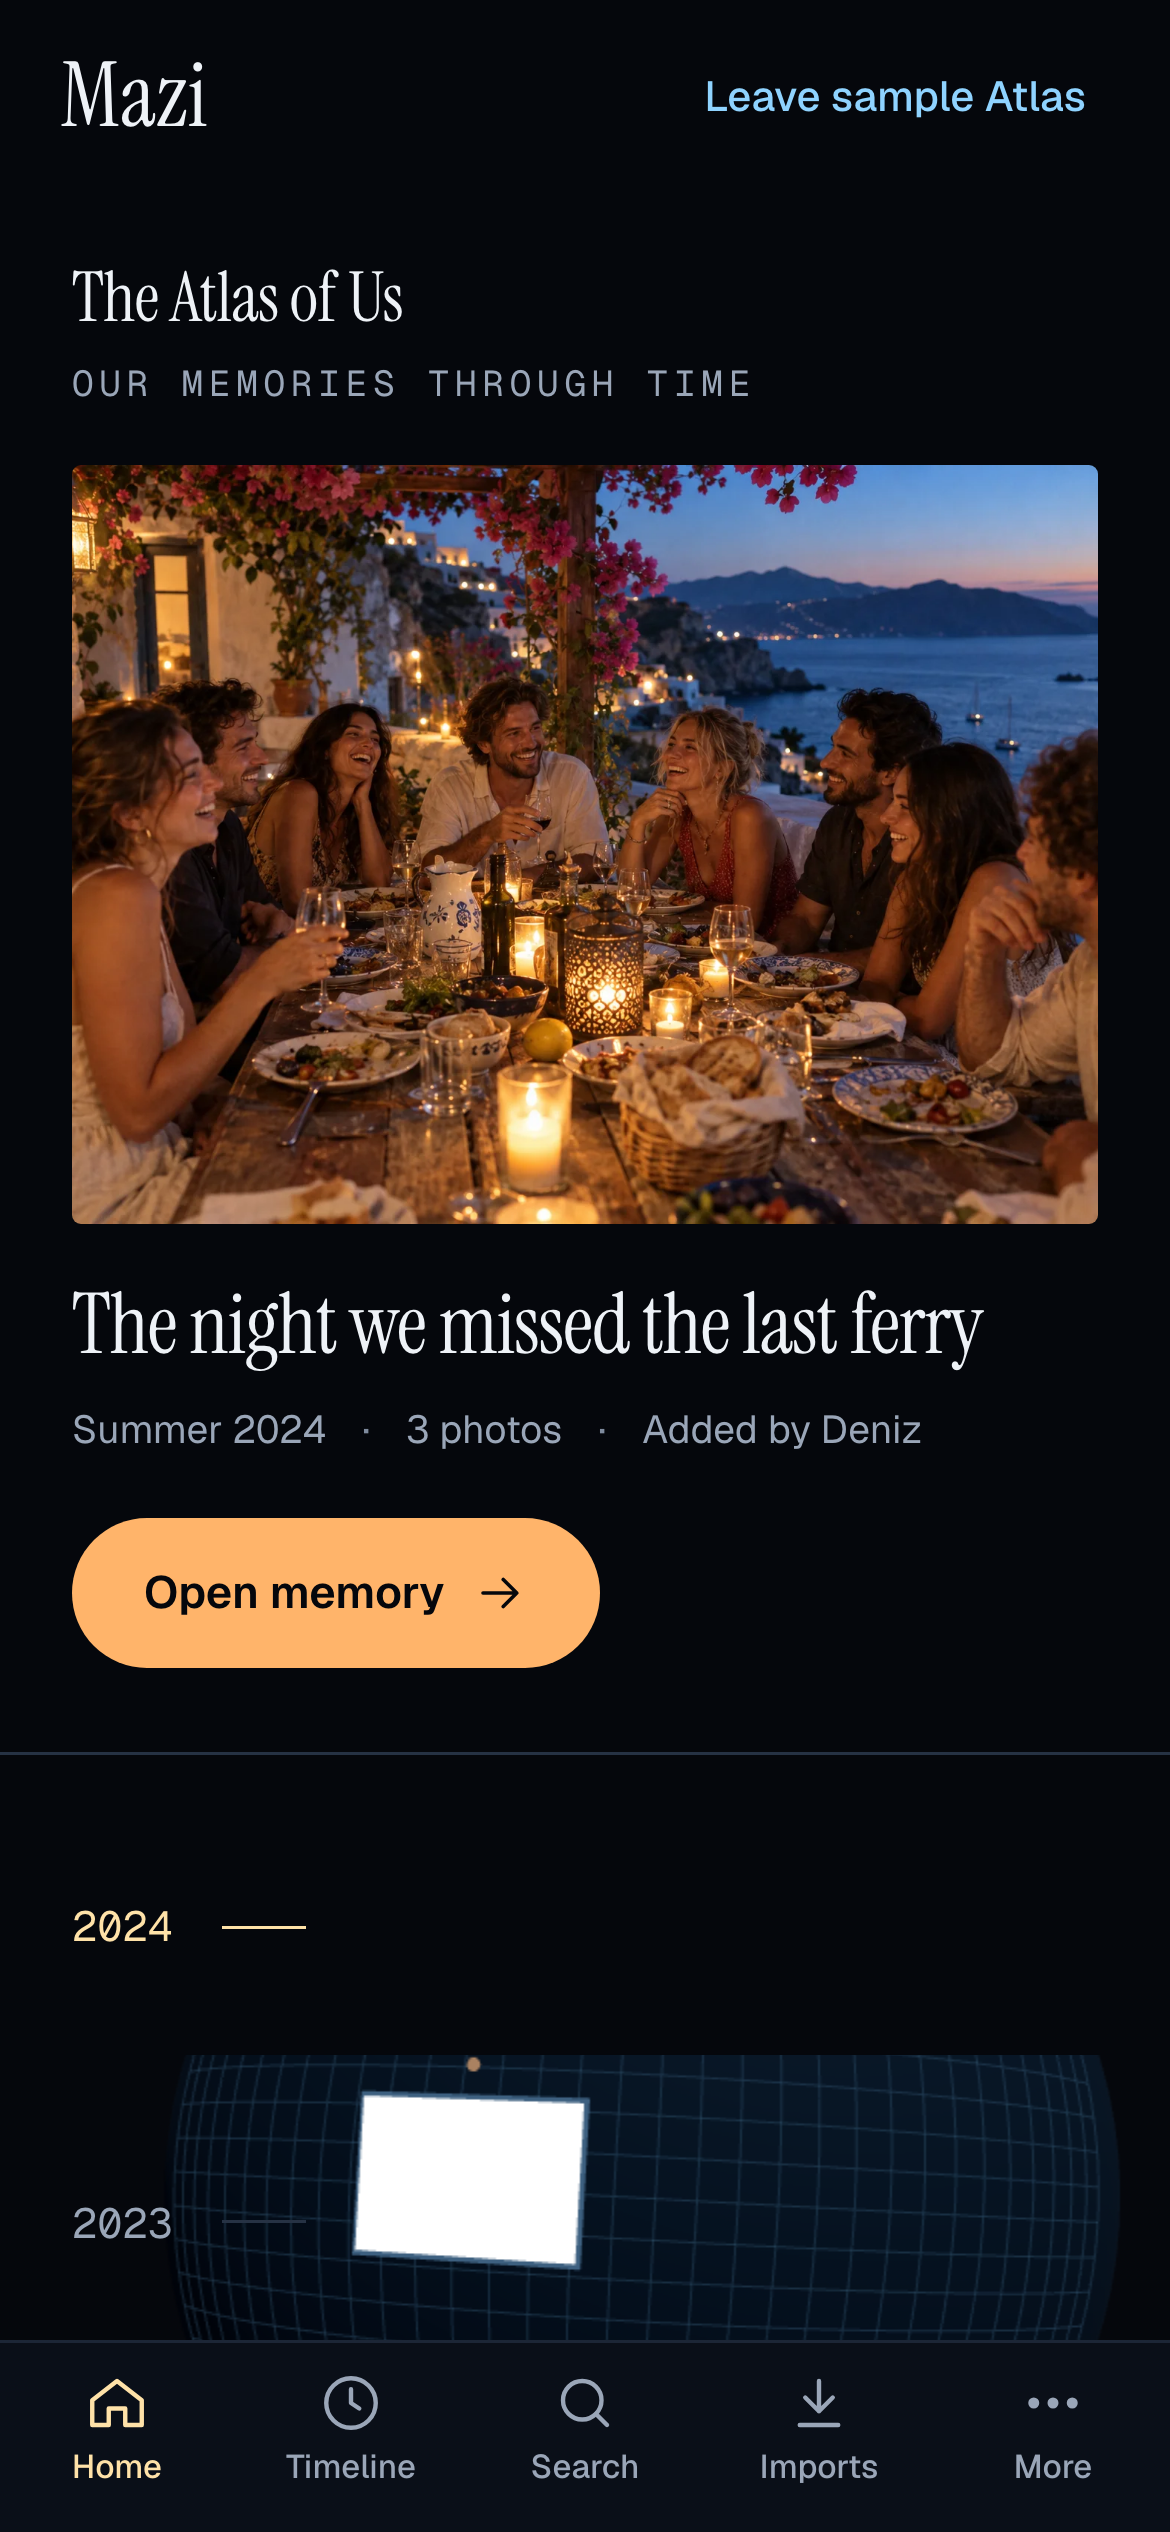 Mazi
Leave sample Atlas
The Atlas of Us
OUR MEMORIES THROUGH TIME
The night we missed the last ferry
Summer 2024 · 3 photos · Added by Deniz
Open memory →
2024
2023
Home
Timeline
Search
Imports
More